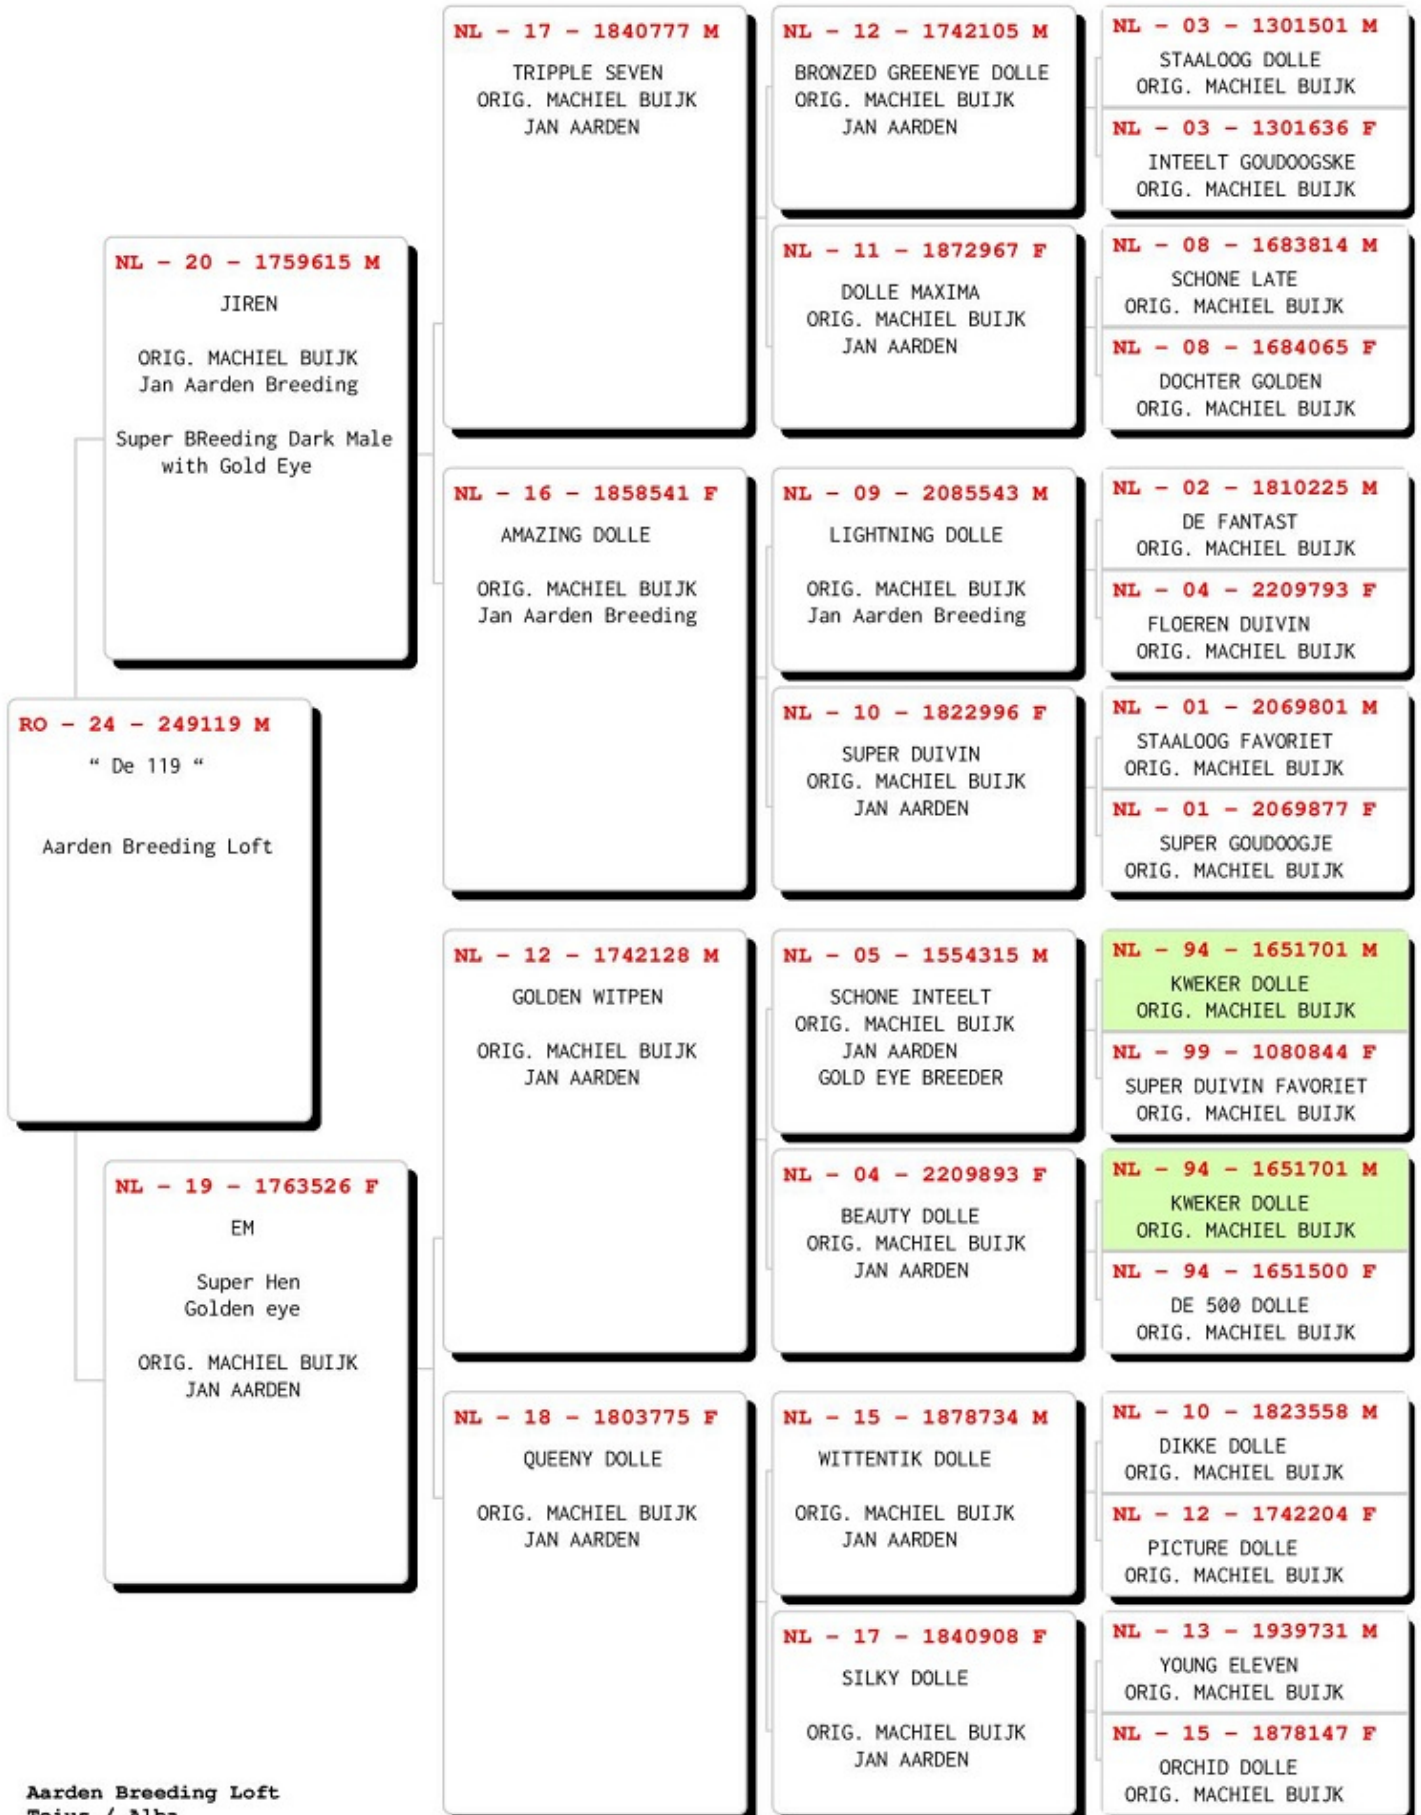 NL - 17 - 1840777 M
TRIPPLE SEVEN
ORIG. MACHIEL BUIJK
JAN AARDEN
NL - 12 - 1742105 M
BRONZED GREENEYE DOLLE
ORIG. MACHIEL BUIJK
JAN AARDEN
NL - 03 - 1301501 M
STAALOOG DOLLE
ORIG. MACHIEL BUIJK
NL - 03 - 1301636 F
INTEELT GOUDOOGSKE
ORIG. MACHIEL BUIJK
NL - 11 - 1872967 F
DOLLE MAXIMA
ORIG. MACHIEL BUIJK
JAN AARDEN
NL - 08 - 1683814 M
SCHONE LATE
ORIG. MACHIEL BUIJK
NL - 08 - 1684065 F
DOCHTER GOLDEN
ORIG. MACHIEL BUIJK
NL - 20 - 1759615 M
JIREN
ORIG. MACHIEL BUIJK
Jan Aarden Breeding
Super BReeding Dark Male
with Gold Eye
NL - 16 - 1858541 F
AMAZING DOLLE
ORIG. MACHIEL BUIJK
Jan Aarden Breeding
NL - 09 - 2085543 M
LIGHTNING DOLLE
ORIG. MACHIEL BUIJK
Jan Aarden Breeding
NL - 02 - 1810225 M
DE FANTAST
ORIG. MACHIEL BUIJK
NL - 04 - 2209793 F
FLOEREN DUIVIN
ORIG. MACHIEL BUIJK
NL - 10 - 1822996 F
SUPER DUIVIN
ORIG. MACHIEL BUIJK
JAN AARDEN
NL - 01 - 2069801 M
STAALOOG FAVORIET
ORIG. MACHIEL BUIJK
NL - 01 - 2069877 F
SUPER GOUDOOGJE
ORIG. MACHIEL BUIJK
RO - 24 - 249119 M
“ De 119 “
Aarden Breeding Loft
NL - 12 - 1742128 M
GOLDEN WITPEN
ORIG. MACHIEL BUIJK
JAN AARDEN
NL - 05 - 1554315 M
SCHONE INTEELT
ORIG. MACHIEL BUIJK
JAN AARDEN
GOLD EYE BREEDER
NL - 94 - 1651701 M
KWEKER DOLLE
ORIG. MACHIEL BUIJK
NL - 99 - 1080844 F
SUPER DUIVIN FAVORIET
ORIG. MACHIEL BUIJK
NL - 04 - 2209893 F
BEAUTY DOLLE
ORIG. MACHIEL BUIJK
JAN AARDEN
NL - 94 - 1651701 M
KWEKER DOLLE
ORIG. MACHIEL BUIJK
NL - 94 - 1651500 F
DE 500 DOLLE
ORIG. MACHIEL BUIJK
NL - 19 - 1763526 F
EM
Super Hen
Golden eye
ORIG. MACHIEL BUIJK
JAN AARDEN
NL - 18 - 1803775 F
QUEENY DOLLE
ORIG. MACHIEL BUIJK
JAN AARDEN
NL - 15 - 1878734 M
WITTENTIK DOLLE
ORIG. MACHIEL BUIJK
JAN AARDEN
NL - 10 - 1823558 M
DIKKE DOLLE
ORIG. MACHIEL BUIJK
NL - 12 - 1742204 F
PICTURE DOLLE
ORIG. MACHIEL BUIJK
NL - 17 - 1840908 F
SILKY DOLLE
ORIG. MACHIEL BUIJK
JAN AARDEN
NL - 13 - 1939731 M
YOUNG ELEVEN
ORIG. MACHIEL BUIJK
NL - 15 - 1878147 F
ORCHID DOLLE
ORIG. MACHIEL BUIJK
Aarden Breeding Loft